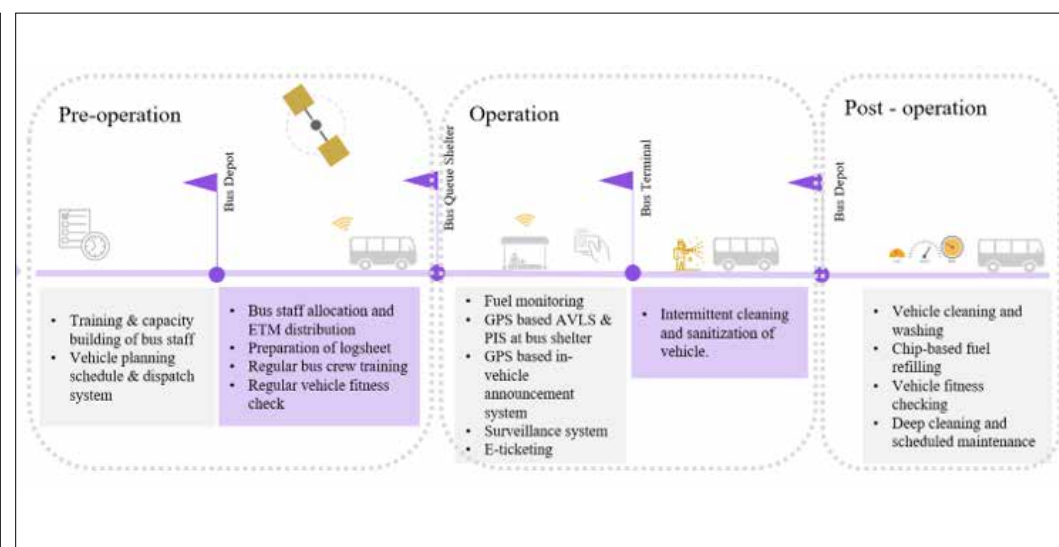 Pre-operation
Operation
Post - operation
Bus Depot
Bus Queue Shelter
Bus Terminal
Bus Depot
• Training & capacity
building of bus staff
• Vehicle planning
schedule & dispatch
system
• Bus staff allocation and
ETM distribution
• Preparation of logsheet
• Regular bus crew training
• Regular vehicle fitness
check
• Fuel monitoring
• GPS based AVLS &
PIS at bus shelter
• GPS based in-
vehicle
announcement
system
• Surveillance system
• E-ticketing
• Intermittent cleaning
and sanitization of
vehicle.
• Vehicle cleaning and
washing
• Chip-based fuel
refilling
• Vehicle fitness
checking
• Deep cleaning and
scheduled maintenance